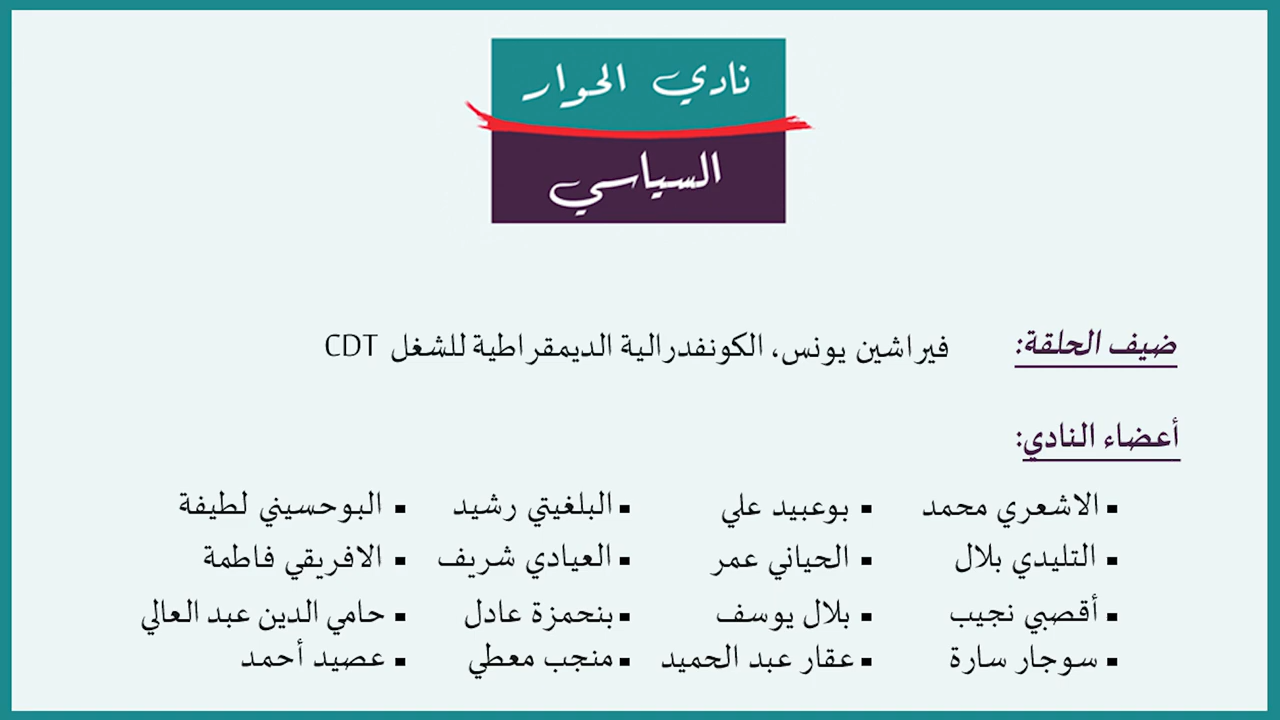 نادي الحوار
السياسي
ضيف الحلقة: فيراشين يونس، الكونفدرالية الديمقراطية للشغل CDT
أعضاء النادي:
▪ الاشعري محمد ▪ بوعبيد علي ▪ البلغيتي رشيد ▪ البوحسيني لطيفة
▪ التليدي بلال ▪ الحياني عمر ▪ العيادي شريف ▪ الافريقي فاطمة
▪ أقصبي نجيب ▪ بلال يوسف ▪ بنحمزة عادل ▪ حامي الدين عبد العالي
▪ سوجار سارة ▪ عقار عبد الحميد ▪ منجب معطي ▪ عصيد أحمد